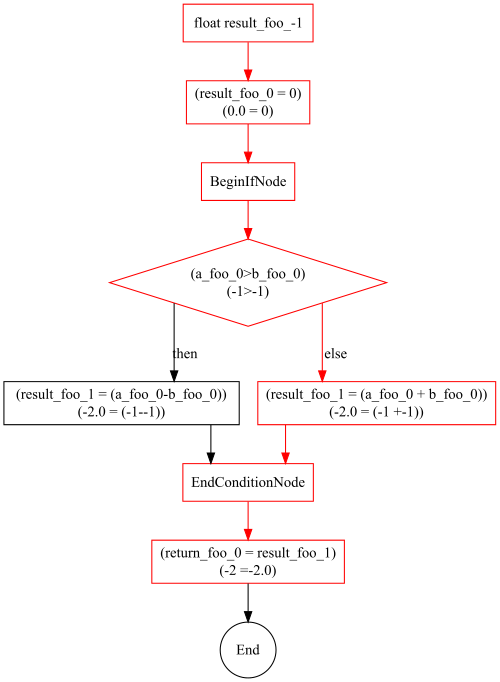 float result_foo_-1
(result_foo_0 = 0)
(0.0 = 0)
BeginIfNode
(a_foo_0>b_foo_0)
(-1>-1)
then
else
(result_foo_1 = (a_foo_0-b_foo_0))
(-2.0 = (-1--1))
(result_foo_1 = (a_foo_0 + b_foo_0))
(-2.0 = (-1 +-1))
EndConditionNode
(return_foo_0 = result_foo_1)
(-2 =-2.0)
End